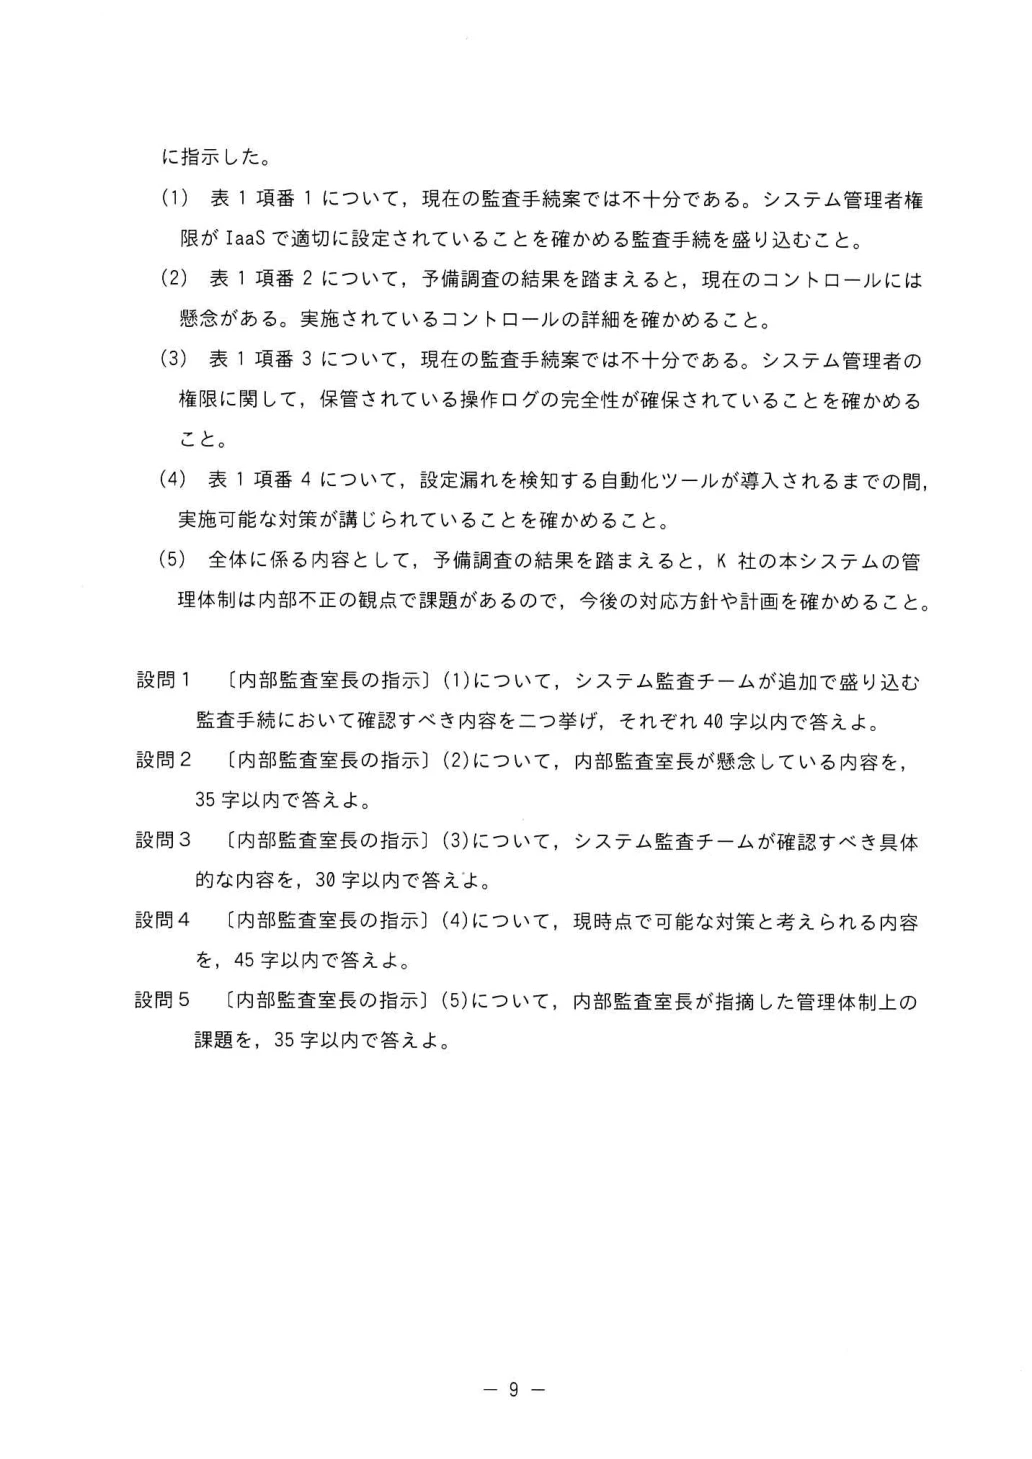 に指示した。
(1) 表 1 項番 1 について，現在の監査手続案では不十分である。システム管理者権
限が IaaS で適切に設定されていることを確かめる監査手続を盛り込むこと。
(2) 表 1 項番 2 について，予備調査の結果を踏まえると，現在のコントロールには
懸念がある。実施されているコントロールの詳細を確かめること。
(3) 表 1 項番 3 について，現在の監査手続案では不十分である。システム管理者の
権限に関して，保管されている操作ログの完全性が確保されていることを確かめる
こと。
(4) 表 1 項番 4 について，設定漏れを検知する自動化ツールが導入されるまでの間，
実施可能な対策が講じられていることを確かめること。
(5) 全体に係る内容として，予備調査の結果を踏まえると，K 社の本システムの管
理体制は内部不正の観点で課題があるので，今後の対応方針や計画を確かめること。
設問１ 〔内部監査室長の指示〕(1)について，システム監査チームが追加で盛り込む
監査手続において確認すべき内容を二つ挙げ，それぞれ 40 字以内で答えよ。
設問２ 〔内部監査室長の指示〕(2)について，内部監査室長が懸念している内容を，
35 字以内で答えよ。
設問３ 〔内部監査室長の指示〕(3)について，システム監査チームが確認すべき具体
的な内容を，30 字以内で答えよ。
設問４ 〔内部監査室長の指示〕(4)について，現時点で可能な対策と考えられる内容
を，45 字以内で答えよ。
設問５ 〔内部監査室長の指示〕(5)について，内部監査室長が指摘した管理体制上の
課題を，35 字以内で答えよ。
― 9 ―